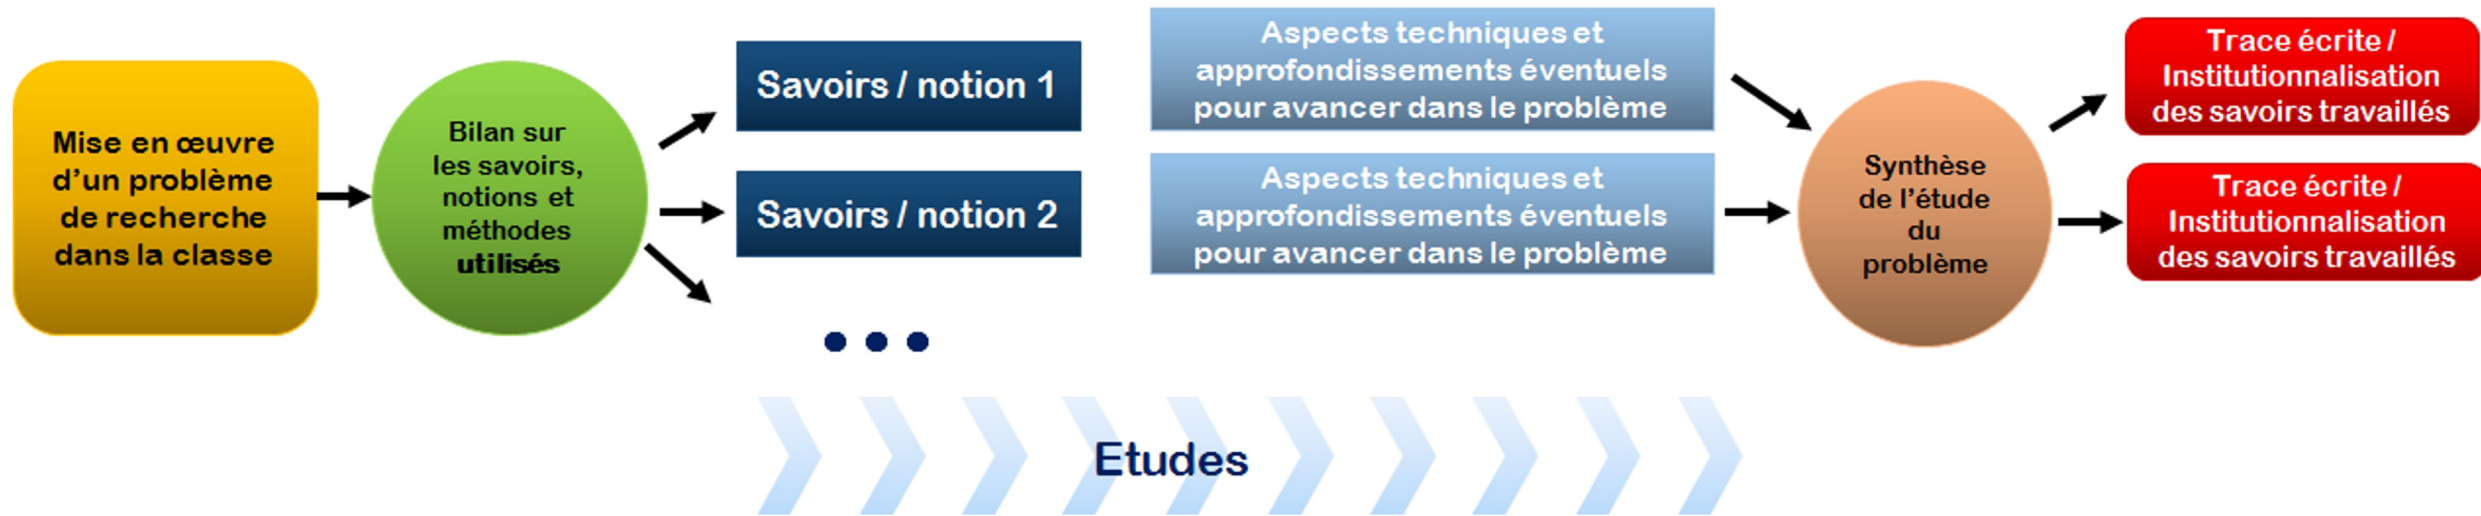 Mise en œuvre
d'un problème
de recherche
dans la classe
Bilan sur
les savoirs,
notions et
méthodes
utilisés
Savoirs / notion 1
Savoirs / notion 2
Aspects techniques et
approfondissements éventuels
pour avancer dans le problème
Aspects techniques et
approfondissements éventuels
pour avancer dans le problème
Synthèse
de l'étude
du
problème
Trace écrite /
Institutionnalisation
des savoirs travaillés
Trace écrite /
Institutionnalisation
des savoirs travaillés
• • •
Etudes